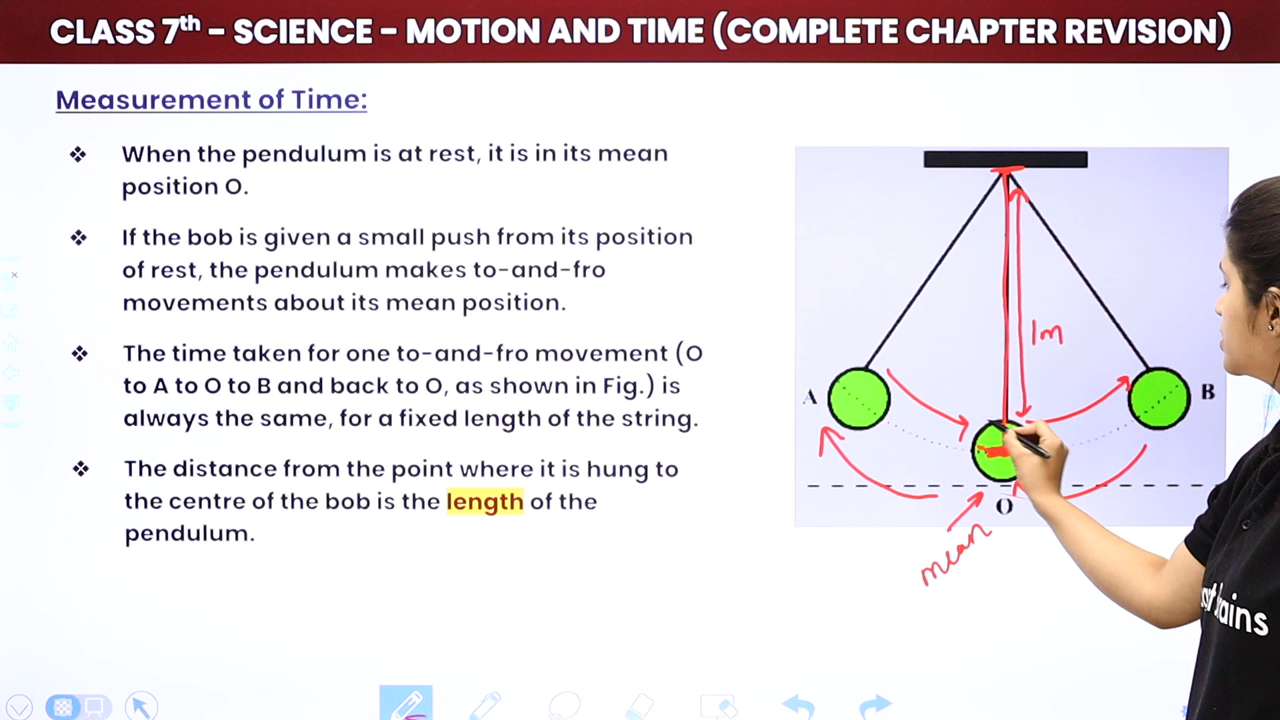 CLASS 7th – SCIENCE – MOTION AND TIME (COMPLETE CHAPTER REVISION)
Measurement of Time:
❖ When the pendulum is at rest, it is in its mean
position O.
❖ If the bob is given a small push from its position
of rest, the pendulum makes to-and-fro
movements about its mean position.
❖ The time taken for one to-and-fro movement (O
to A to O to B and back to O, as shown in Fig.) is
always the same, for a fixed length of the string.
❖ The distance from the point where it is hung to
the centre of the bob is the length of the
pendulum.
1m
A
B
O
mean